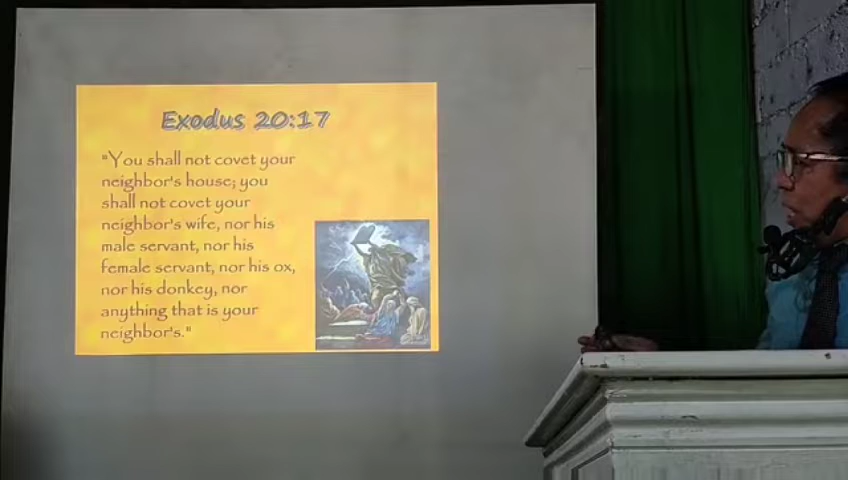 Exodus 20:17
"You shall not covet your
neighbor's house; you
shall not covet your
neighbor's wife, nor his
male servant, nor his
female servant, nor his ox,
nor his donkey, nor
anything that is your
neighbor's."